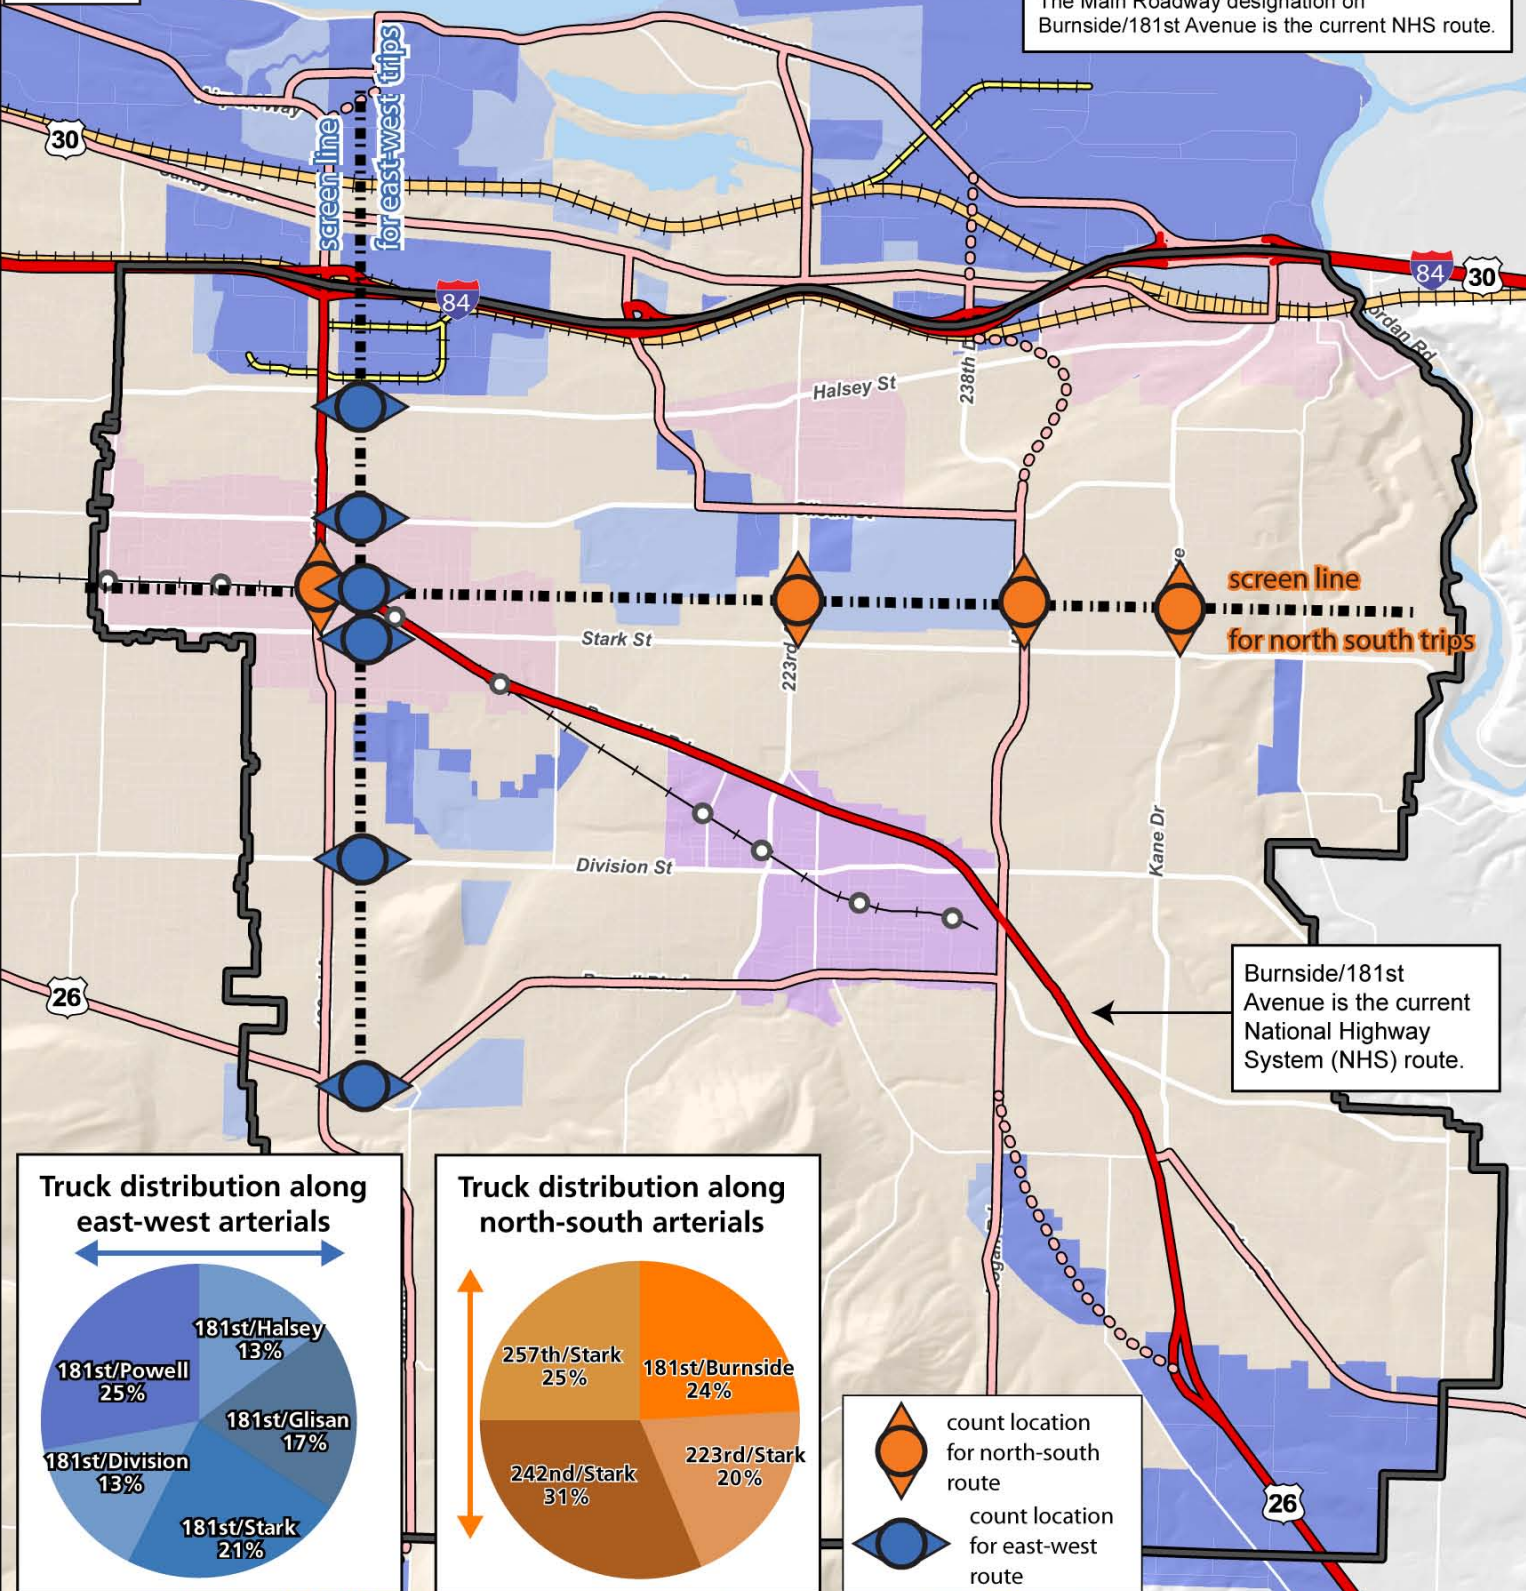 The Main Roadway designation on
Burnside/181st Avenue is the current NHS route.
trips
for east-west
screen line
30
84
84
30
Halsey St
238th
screen line
for north south trips
Stark St
223rd
Division St
Kane Dr
26
Burnside/181st
Avenue is the current
National Highway
System (NHS) route.
Truck distribution along
east-west arterials
181st/Halsey
13%
181st/Powell
25%
181st/Glisan
17%
181st/Division
13%
181st/Stark
21%
Truck distribution along
north-south arterials
257th/Stark
25%
181st/Burnside
24%
223rd/Stark
20%
242nd/Stark
31%
count location
for north-south
route
count location
for east-west
route
26